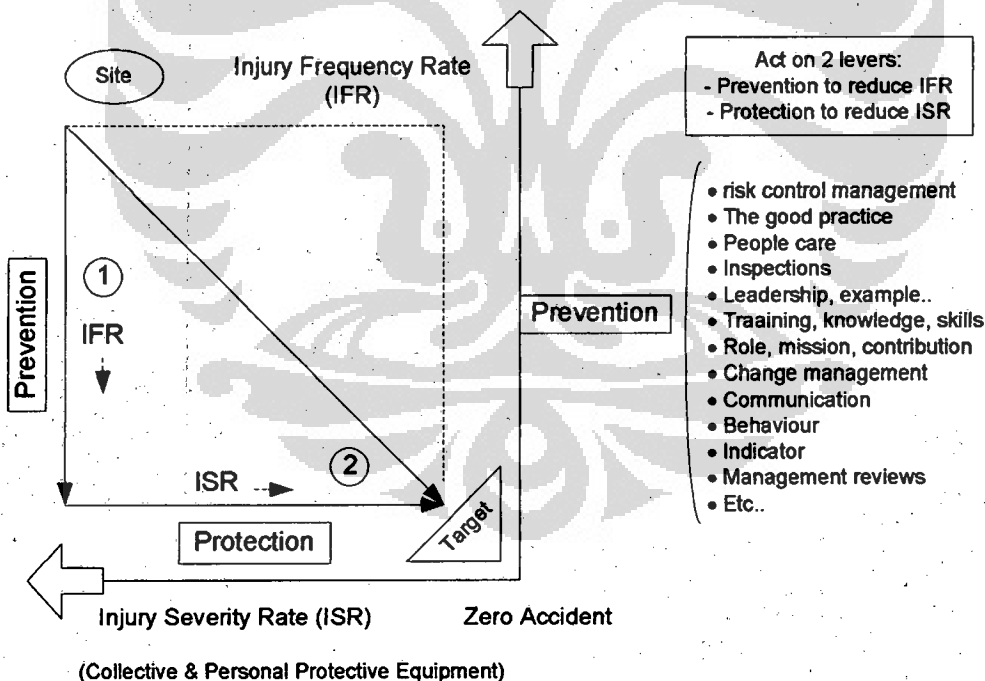 Site
Injury Frequency Rate
(IFR)
Act on 2 levers:
- Prevention to reduce IFR
- Protection to reduce ISR
• risk control management
• The good practice
• People care
• Inspections
• Leadership, example..
• Traaining, knowledge, skills
• Role, mission, contribution
• Change management
• Communication
• Behaviour
• Indicator
• Management reviews
• Etc..
Prevention
1
IFR
Prevention
2
ISR
Protection
Target
Injury Severity Rate (ISR)
Zero Accident
(Collective & Personal Protective Equipment)